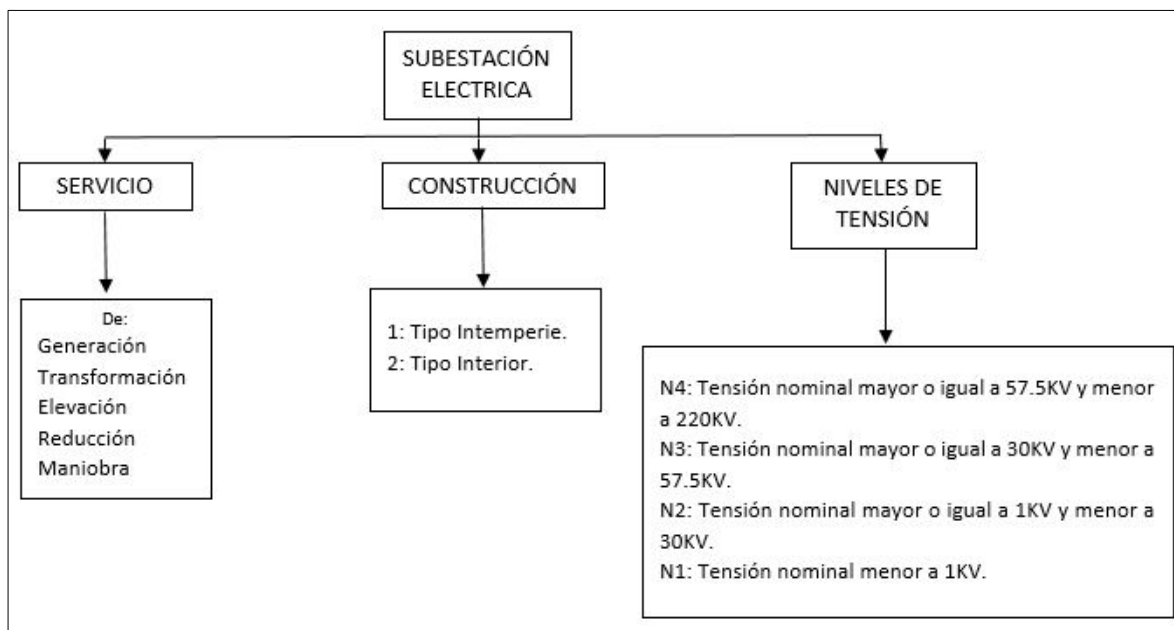 SUBESTACIÓN
ELECTRICA
SERVICIO
CONSTRUCCIÓN
NIVELES DE
TENSIÓN
De:
Generación
Transformación
Elevación
Reducción
Maniobra
1: Tipo Intemperie.
2: Tipo Interior.
N4: Tensión nominal mayor o igual a 57.5KV y menor
a 220KV.
N3: Tensión nominal mayor o igual a 30KV y menor a
57.5KV.
N2: Tensión nominal mayor o igual a 1KV y menor a
30KV.
N1: Tensión nominal menor a 1KV.